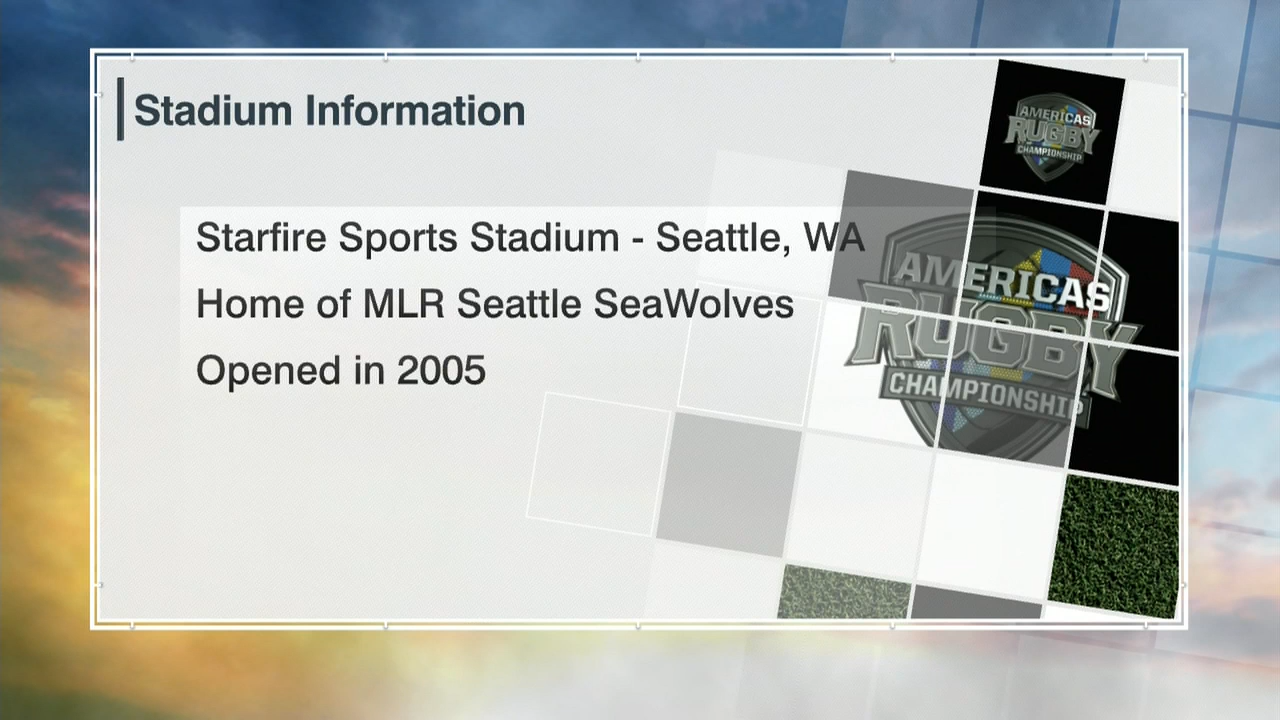 Stadium Information
AMERICAS
RUGBY
CHAMPIONSHIP
Starfire Sports Stadium - Seattle, WA
Home of MLR Seattle SeaWolves
Opened in 2005
AMERICAS
RUGBY
CHAMPIONSHIP